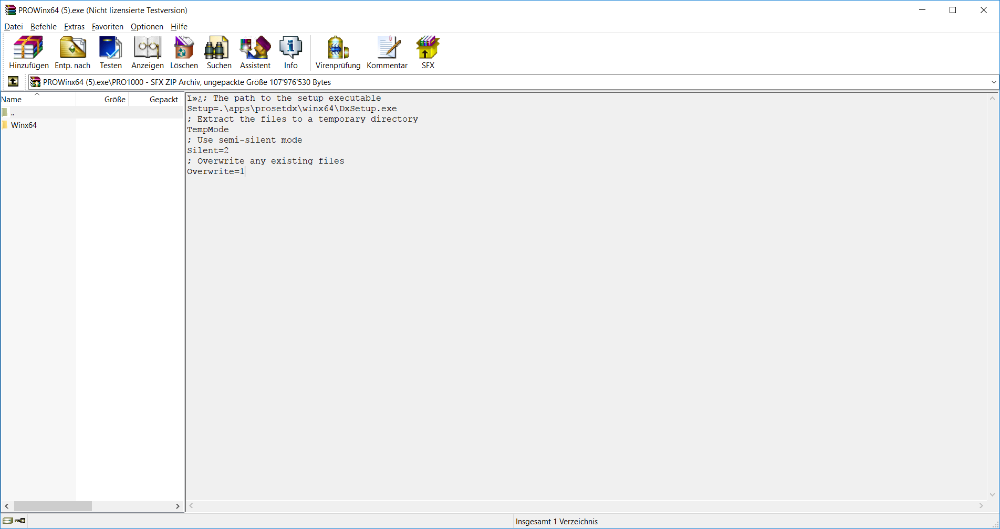 PROWinx64 (5).exe (Nicht lizensierte Testversion)
Datei Befehle Extras Favoriten Optionen Hilfe
Hinzufügen Entp. nach Testen Anzeigen Löschen Suchen Assistent Info Virenprüfung Kommentar SFX
PROWinx64 (5).exe\PRO1000 - SFX ZIP Archiv, ungepackte Größe 107'976'530 Bytes
Name Größe Gepackt
..
Winx64
ï»¿; The path to the setup executable
Setup=.\apps\prosetdx\winx64\DxSetup.exe
; Extract the files to a temporary directory
TempMode
; Use semi-silent mode
Silent=2
; Overwrite any existing files
Overwrite=1
Insgesamt 1 Verzeichnis